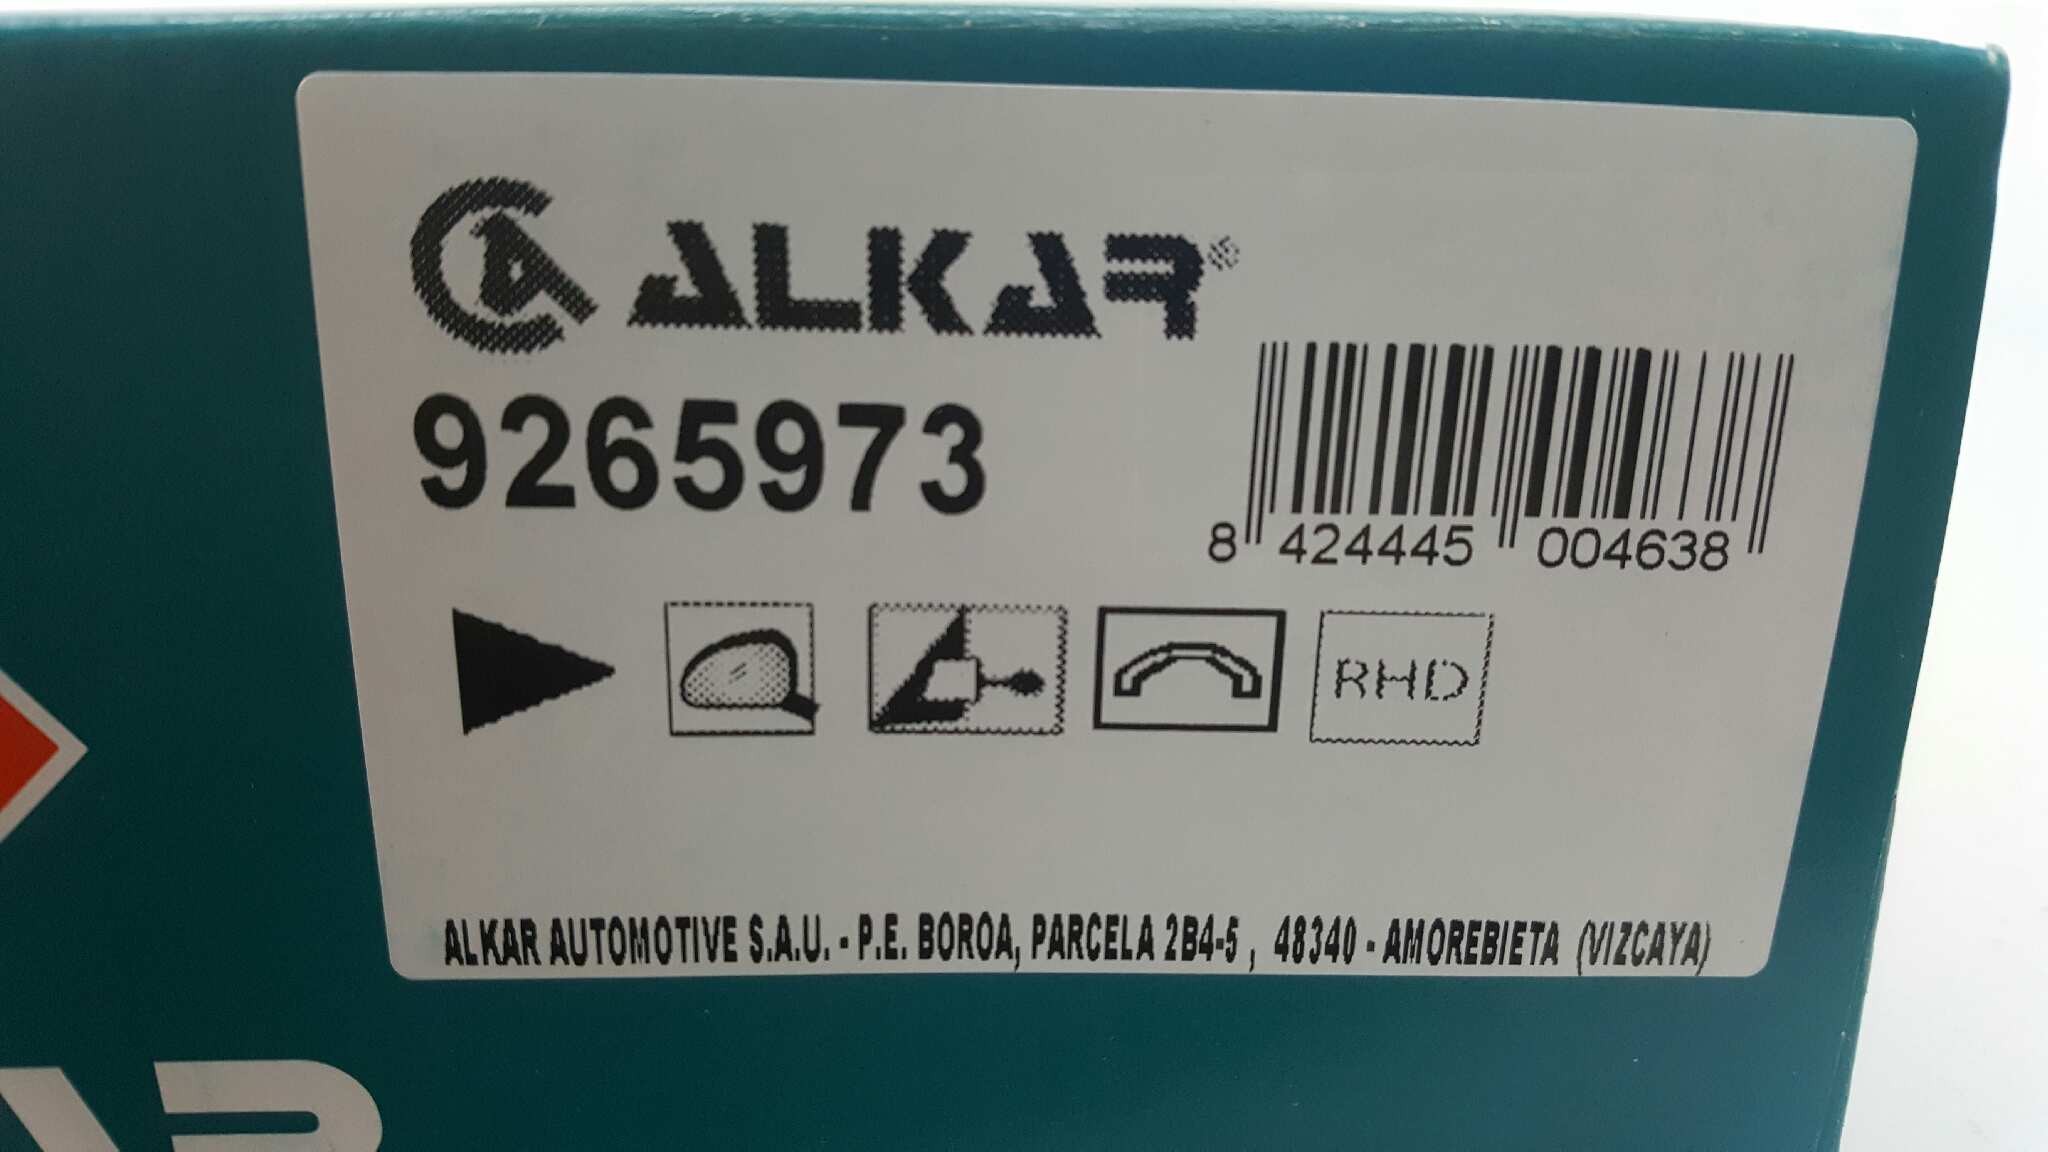 ALKAR®
9265973
8 424445 004638
RHD
ALKAR AUTOMOTIVE S.A.U. - P.E. BOROA, PARCELA 2B4-5 , 48340 - AMOREBIETA (VIZCAYA)